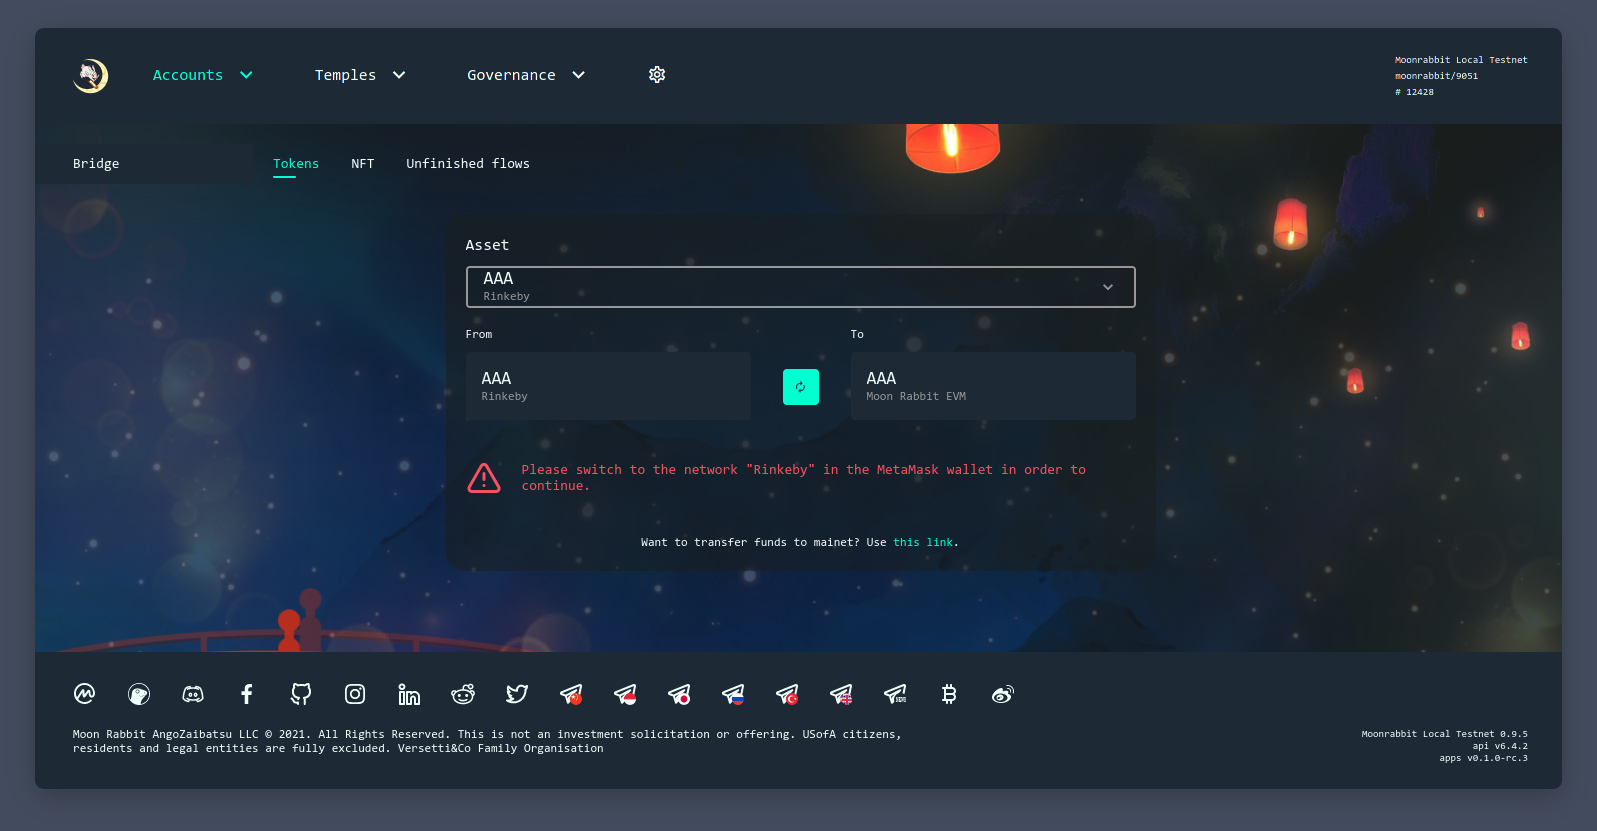 Accounts
Temples
Governance
Moonrabbit Local Testnet
moonrabbit/9051
# 12428
Bridge
Tokens
NFT
Unfinished flows
Asset
AAA
Rinkeby
From
To
AAA
Rinkeby
AAA
Moon Rabbit EVM
Please switch to the network "Rinkeby" in the MetaMask wallet in order to
continue.
Want to transfer funds to mainet? Use this link.
Moon Rabbit AngoZaibatsu LLC © 2021. All Rights Reserved. This is not an investment solicitation or offering. USofA citizens,
residents and legal entities are fully excluded. Versetti&Co Family Organisation
Moonrabbit Local Testnet 0.9.5
api v6.4.2
apps v0.1.0-rc.3